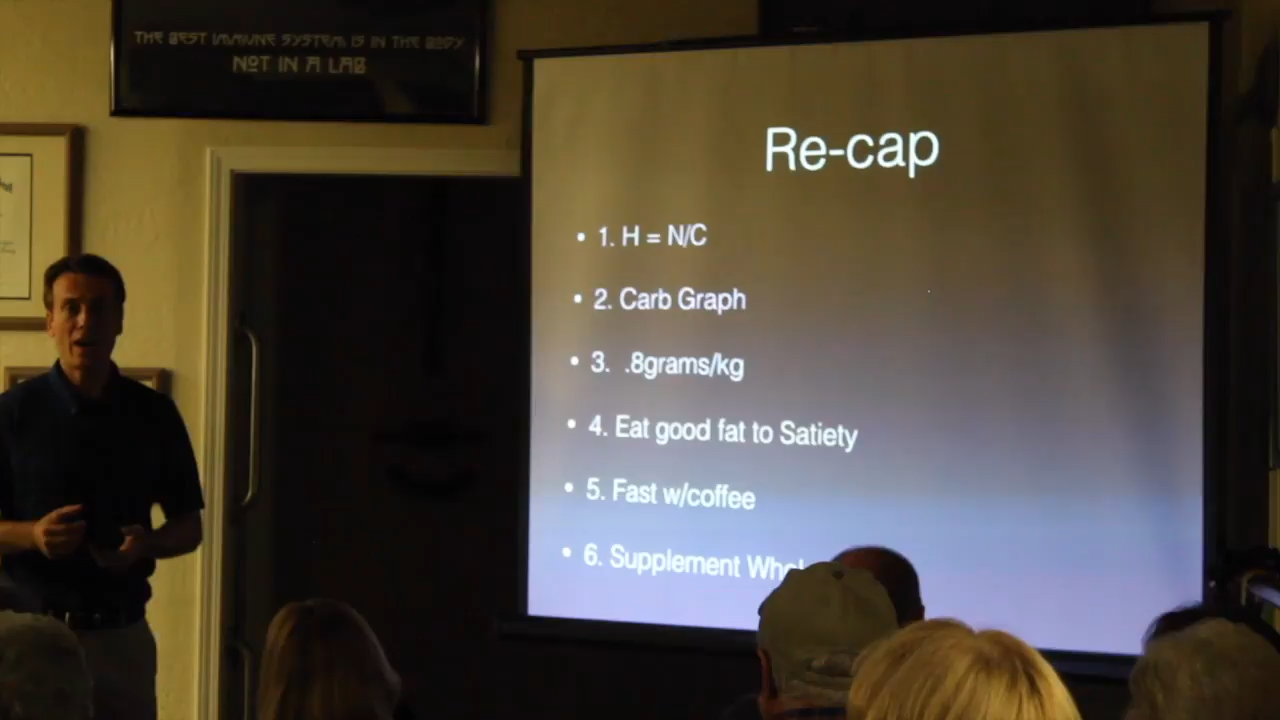 THE BEST IMMUNE SYSTEM, IS IN THE BODY
NOT IN A LAB
Re-cap
• 1. H = N/C
• 2. Carb Graph
• 3. .8grams/kg
• 4. Eat good fat to Satiety
• 5. Fast w/coffee
• 6. Supplement